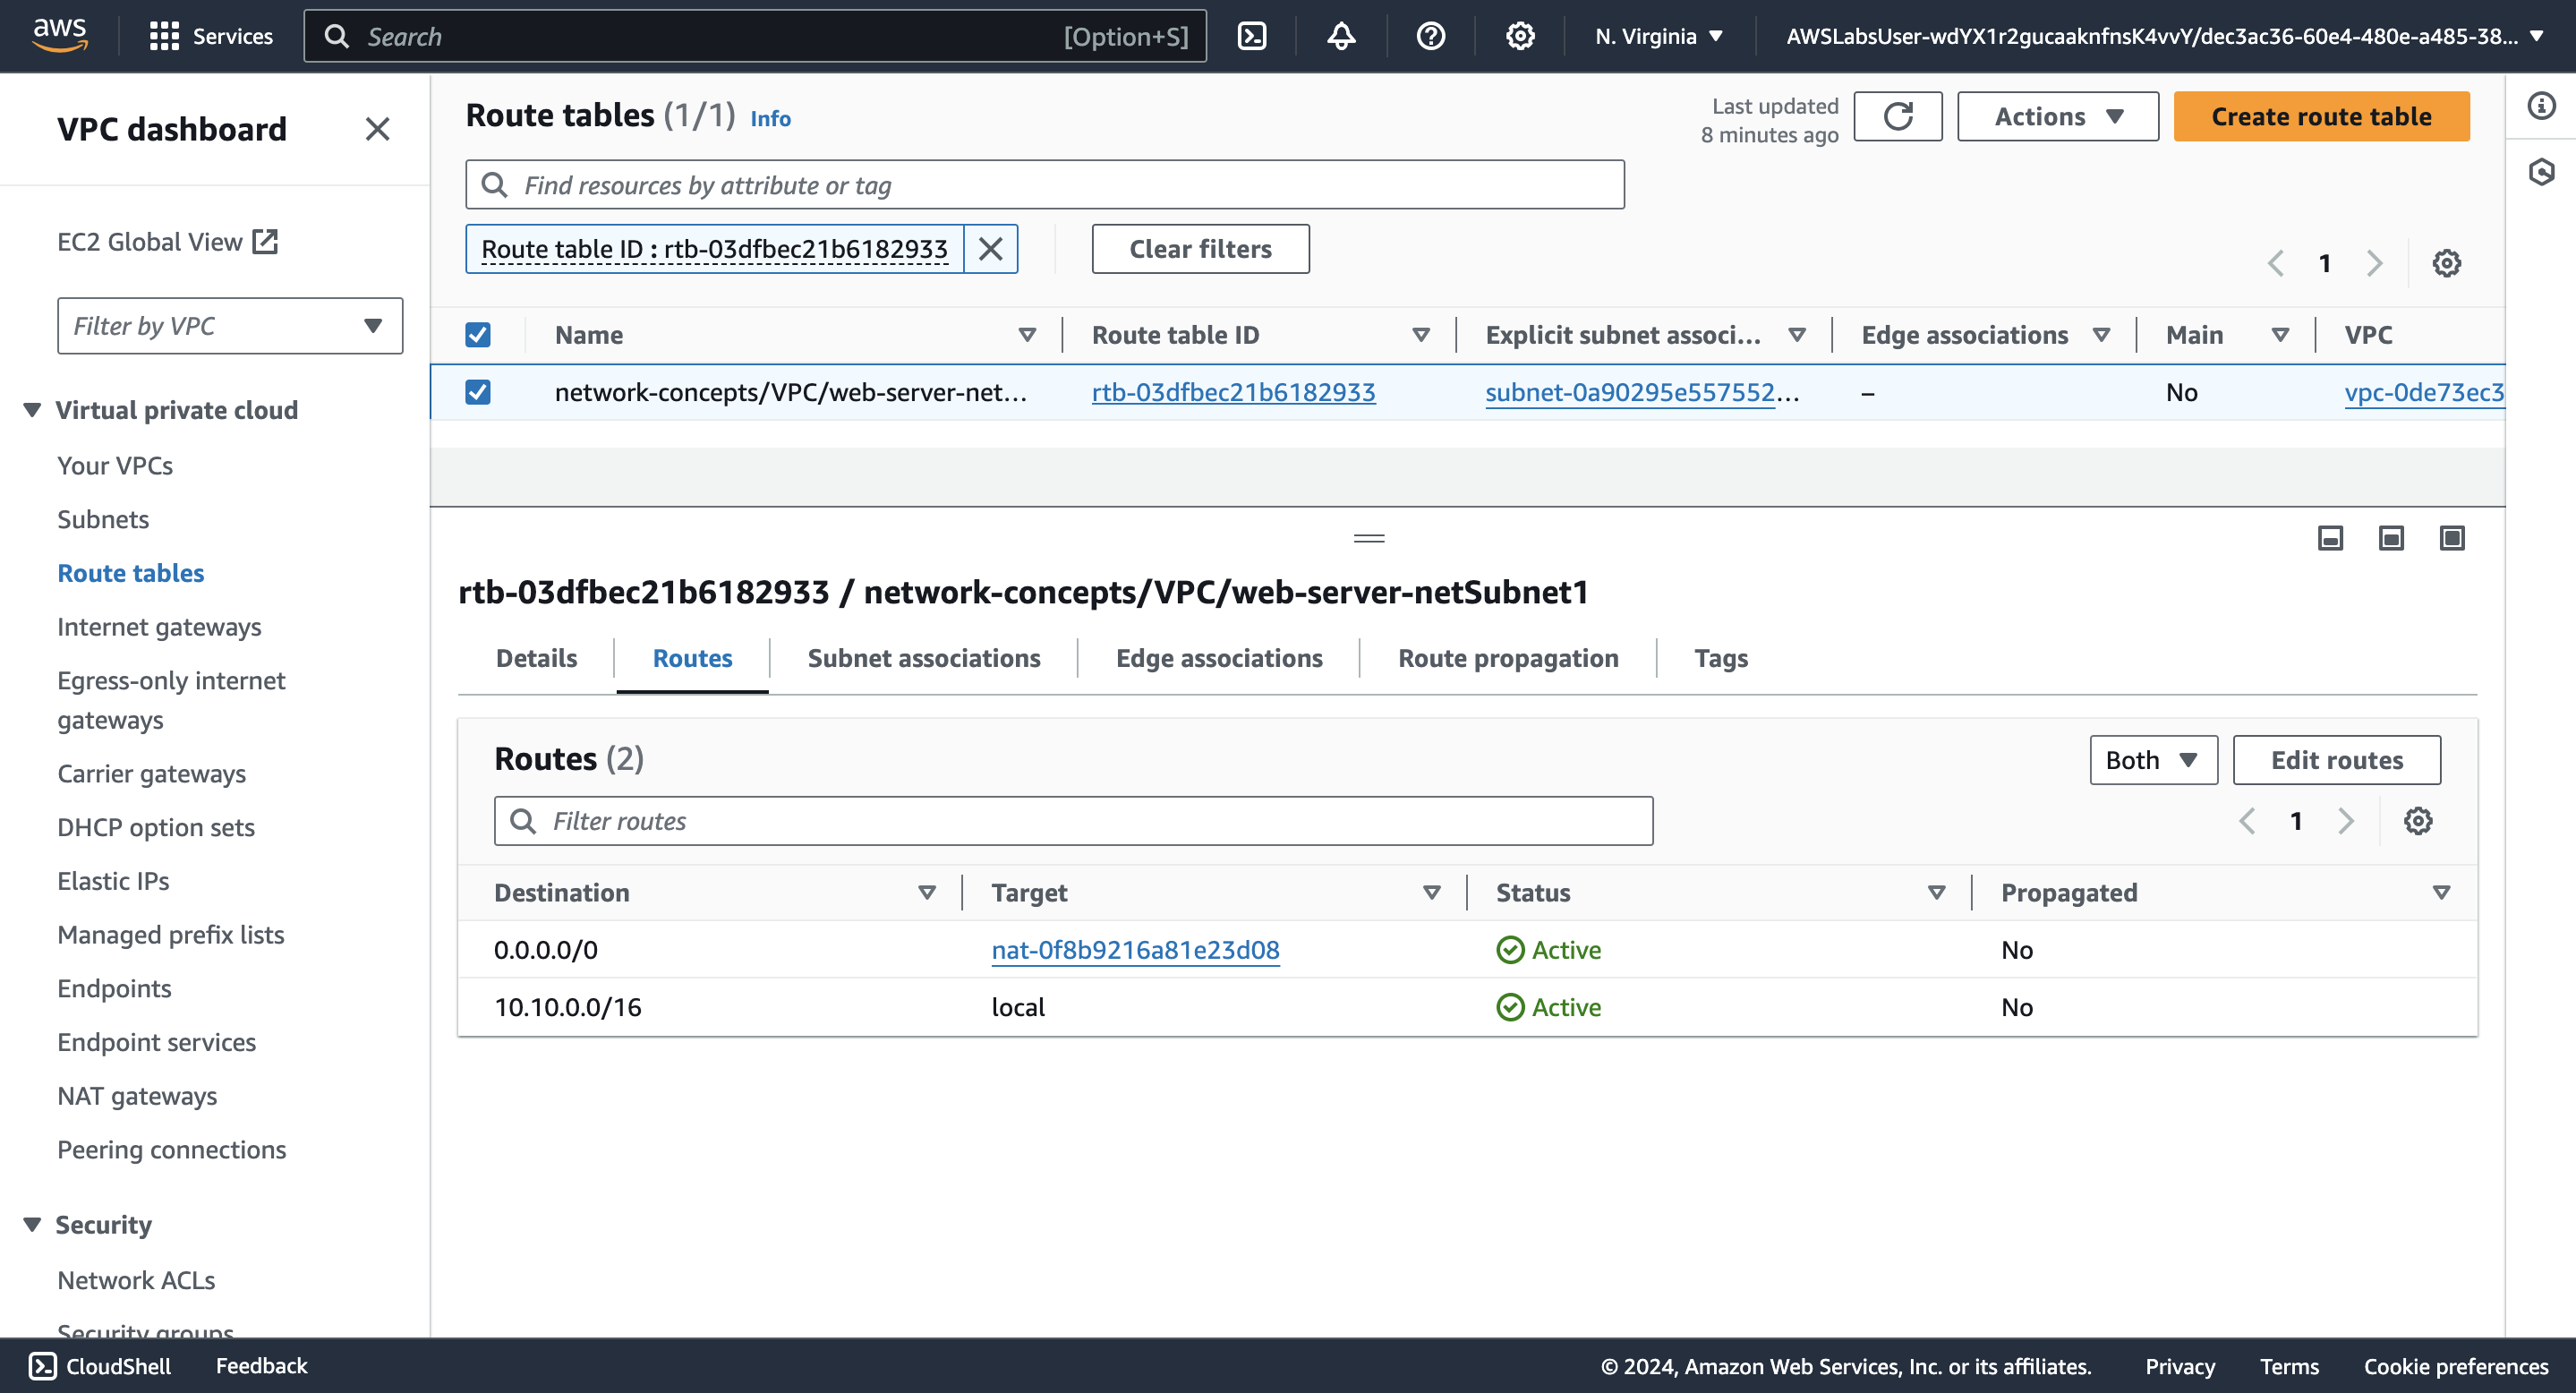 aws
Services
Search
[Option+S]
N. Virginia
AWSLabsUser-wdYX1r2gucaaknfnsK4vvY/dec3ac36-60e4-480e-a485-38...
VPC dashboard
EC2 Global View
Filter by VPC
Virtual private cloud
Your VPCs
Subnets
Route tables
Internet gateways
Egress-only internet
gateways
Carrier gateways
DHCP option sets
Elastic IPs
Managed prefix lists
Endpoints
Endpoint services
NAT gateways
Peering connections
Security
Network ACLs
Security groups
Route tables (1/1) Info
Last updated
8 minutes ago
Actions
Create route table
Find resources by attribute or tag
Route table ID : rtb-03dfbec21b6182933
Clear filters
1
Name Route table ID Explicit subnet associ... Edge associations Main VPC
network-concepts/VPC/web-server-net... rtb-03dfbec21b6182933 subnet-0a90295e557552... – No vpc-0de73ec3
rtb-03dfbec21b6182933 / network-concepts/VPC/web-server-netSubnet1
Details Routes Subnet associations Edge associations Route propagation Tags
Routes (2)
Both
Edit routes
Filter routes
1
Destination Target Status Propagated
0.0.0.0/0 nat-0f8b9216a81e23d08 Active No
10.10.0.0/16 local Active No
CloudShell
Feedback
© 2024, Amazon Web Services, Inc. or its affiliates.
Privacy
Terms
Cookie preferences